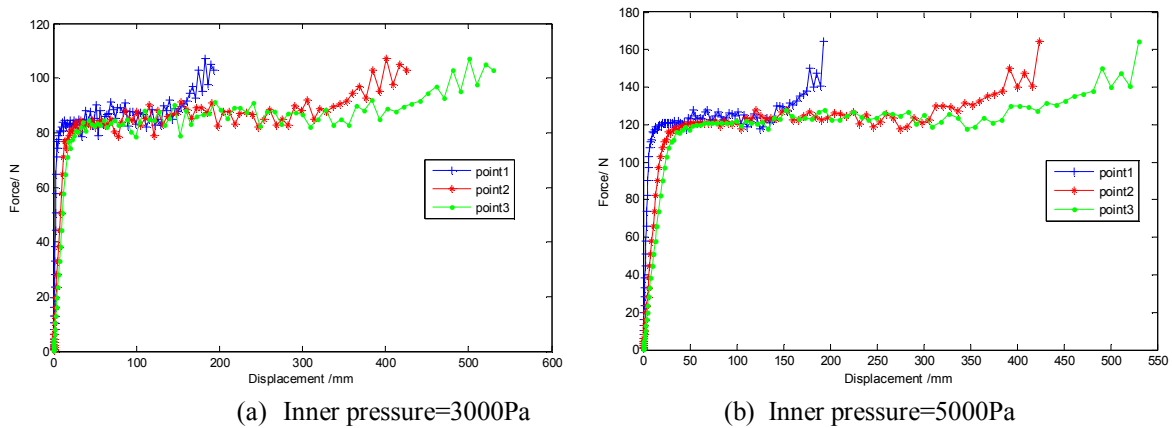 120
100
80
60
40
20
0
Force/ N
0 100 200 300 400 500 600
Displacement /mm
point1
point2
point3
(a) Inner pressure=3000Pa
180
160
140
120
100
80
60
40
20
0
Force/ N
0 50 100 150 200 250 300 350 400 450 500 550
Displacement /mm
point1
point2
point3
(b) Inner pressure=5000Pa